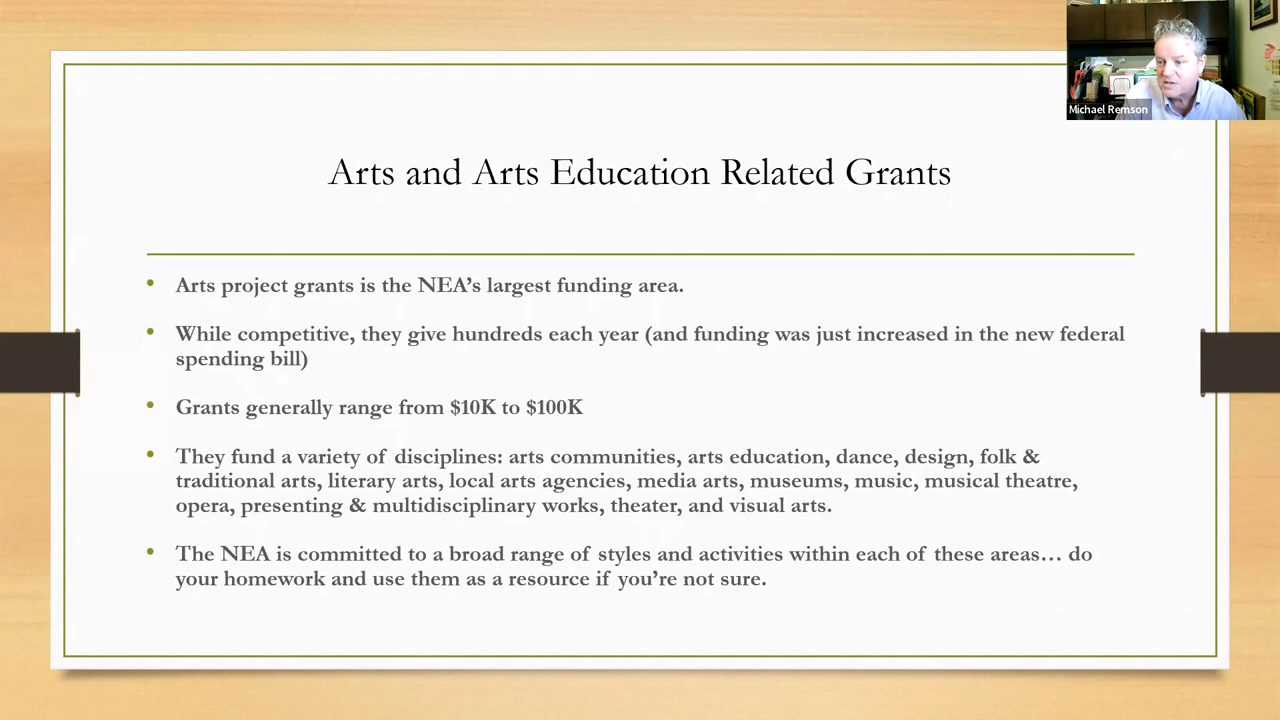 Michael Remson
Arts and Arts Education Related Grants
• Arts project grants is the NEA’s largest funding area.
• While competitive, they give hundreds each year (and funding was just increased in the new federal
spending bill)
• Grants generally range from $10K to $100K
• They fund a variety of disciplines: arts communities, arts education, dance, design, folk &
traditional arts, literary arts, local arts agencies, media arts, museums, music, musical theatre,
opera, presenting & multidisciplinary works, theater, and visual arts.
• The NEA is committed to a broad range of styles and activities within each of these areas… do
your homework and use them as a resource if you’re not sure.